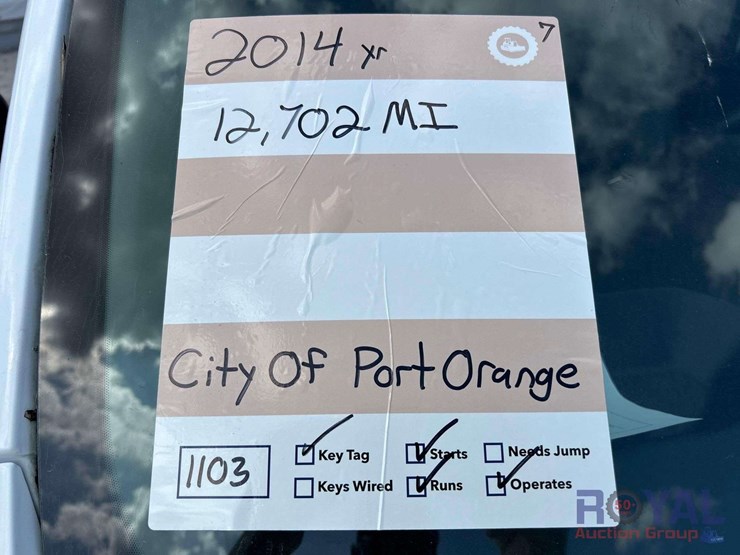 2014 yr
7
12,702 MI
City Of Port Orange
1103
Key Tag Starts Needs Jump
Keys Wired Runs Operates
ROYAL
Auction Group